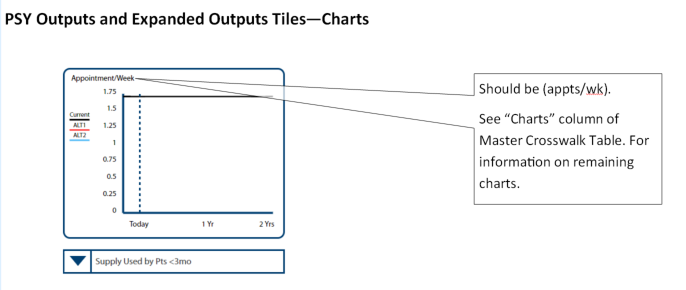 PSY Outputs and Expanded Outputs Tiles—Charts
Appointment/Week
1.75
1.5
1.25
1
0.75
0.5
0.25
0
Current
ALT1
ALT2
Today
1 Yr
2 Yrs
Supply Used by Pts <3mo
Should be (appts/wk).
See “Charts” column of
Master Crosswalk Table. For
information on remaining
charts.